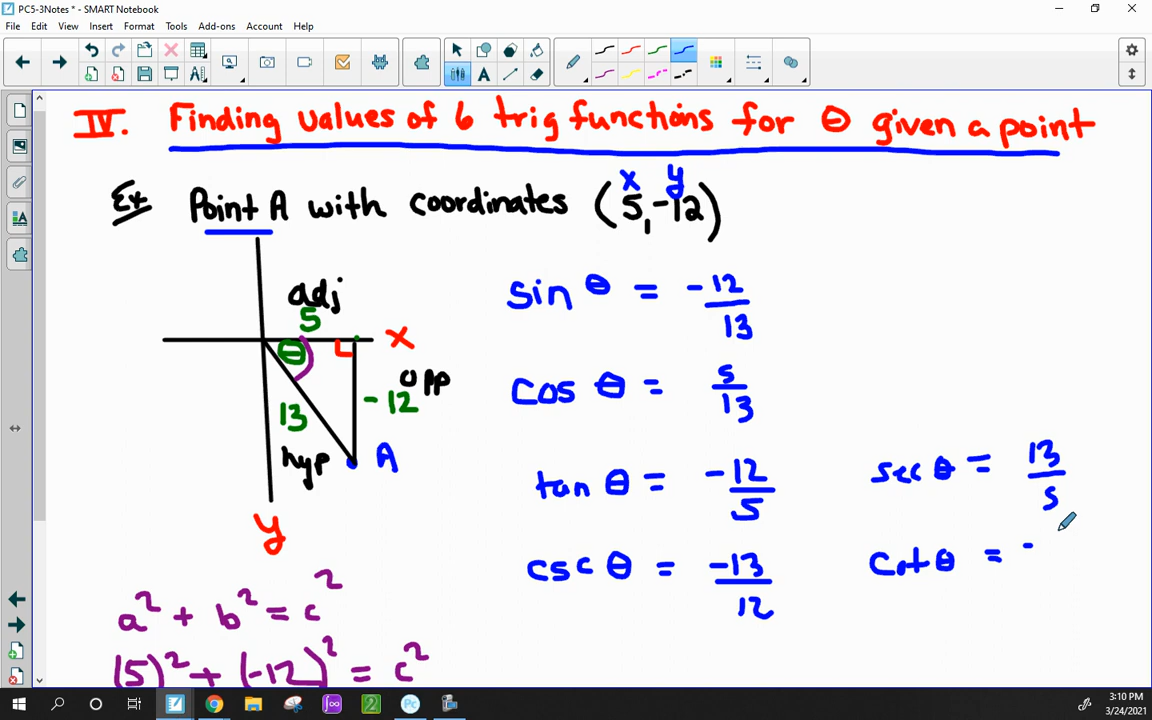 PC5-3Notes * - SMART Notebook
File Edit View Insert Format Tools Add-ons Account Help
IV. Finding values of 6 trig functions for θ given a point
x y
Ex Point A with coordinates (5, -12)
adj
5
x
θ
opp
-12
13
hyp
A
y
sin θ = -12/13
cos θ = 5/13
tan θ = -12/5
sec θ = 13/5
csc θ = -13/12
cot θ = -
a² + b² = c²
(5)² + (-12)² = c²
3:10 PM
3/24/2021